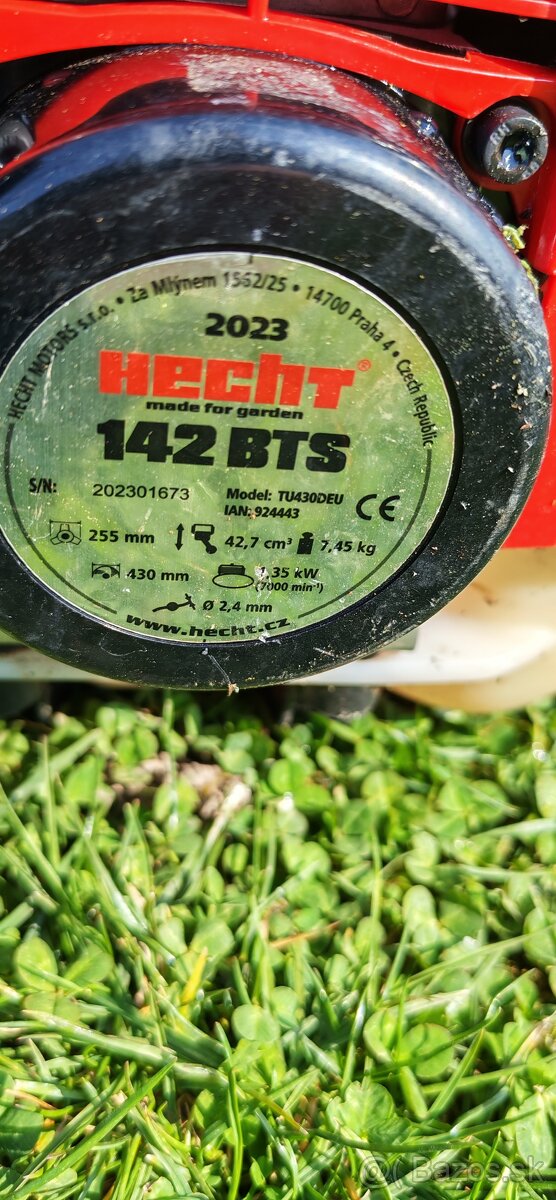 HECHT MOTORS s.r.o. • Za Mlýnem 1562/25 • 14700 Praha 4 • Czech Republic
2023
HECHT®
made for garden
142 BTS
S/N: 202301673 Model: TU430DEU
IAN: 924443 CE
255 mm 42,7 cm³ 7,45 kg
430 mm 1,35 kW
(7000 min⁻¹)
Ø 2,4 mm
www.hecht.cz
© Bazos.sk